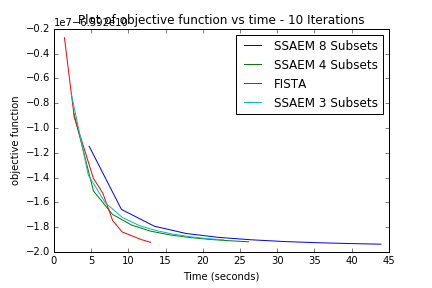 Plot of objective function vs time - 10 Iterations
1e7−6.592e10
−0.2
−0.4
−0.6
−0.8
−1.0
−1.2
−1.4
−1.6
−1.8
−2.0
objective function
SSAEM 8 Subsets
SSAEM 4 Subsets
FISTA
SSAEM 3 Subsets
0 5 10 15 20 25 30 35 40 45
Time (seconds)